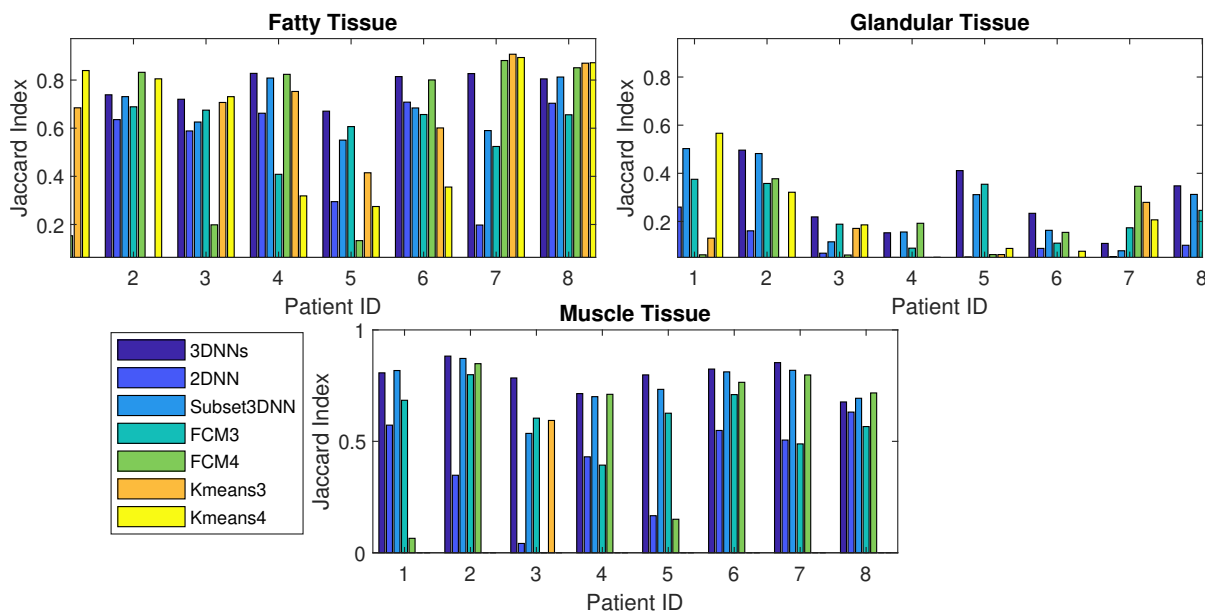 Fatty Tissue
0.8
0.6
0.4
0.2
Jaccard Index
2 3 4 5 6 7 8
Patient ID
Glandular Tissue
0.8
0.6
0.4
0.2
Jaccard Index
1 2 3 4 5 6 7 8
Patient ID
3DNNs
2DNN
Subset3DNN
FCM3
FCM4
Kmeans3
Kmeans4
Muscle Tissue
1
0.5
0
Jaccard Index
1 2 3 4 5 6 7 8
Patient ID